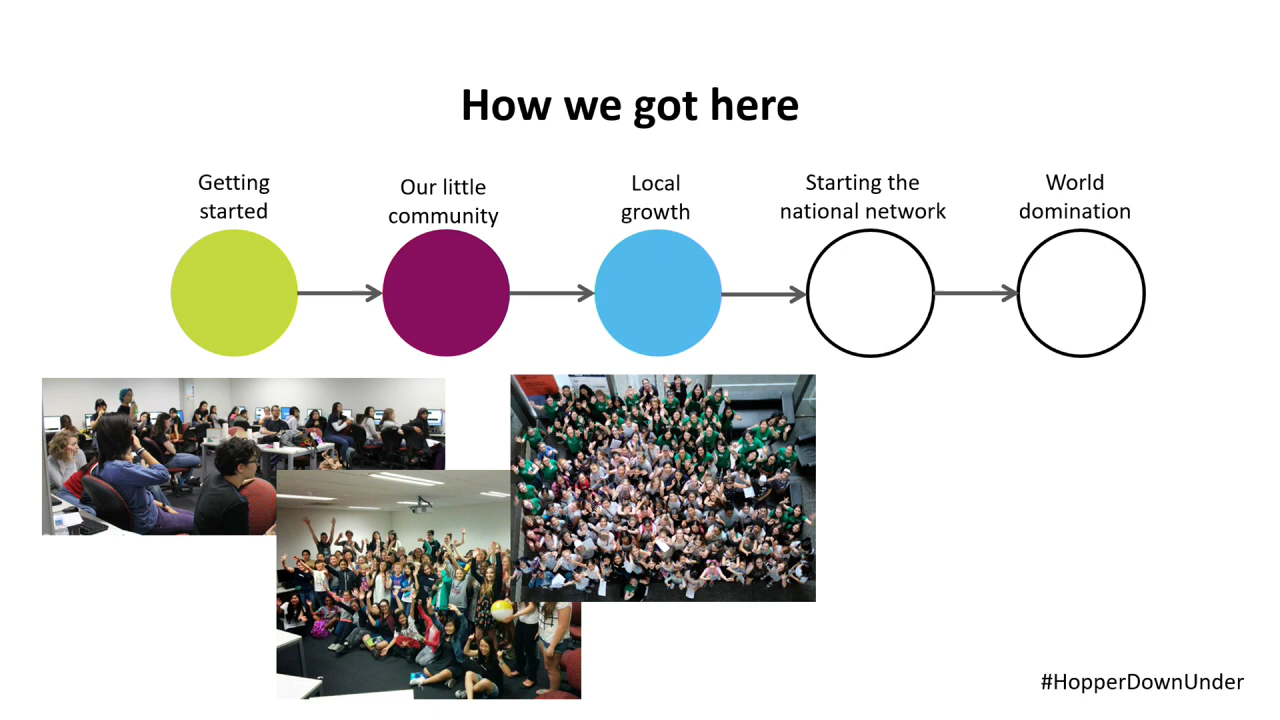 How we got here
Getting
started
Our little
community
Local
growth
Starting the
national network
World
domination
#HopperDownUnder